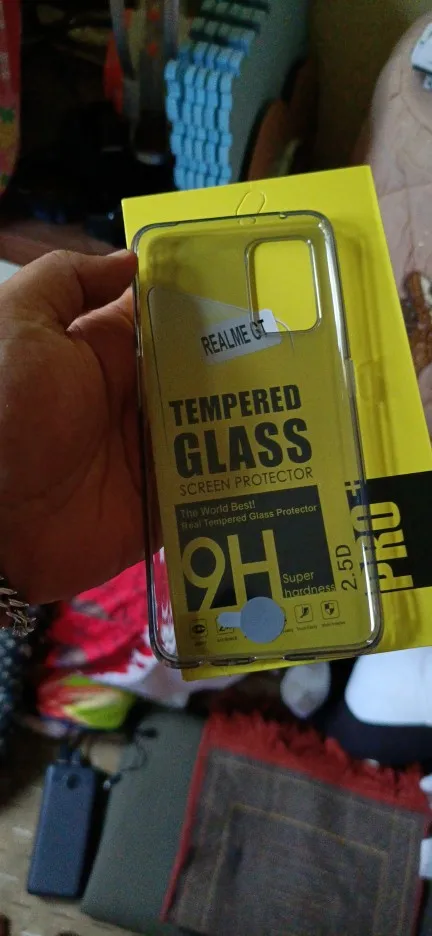 REALME GT
TEMPERED
GLASS
SCREEN PROTECTOR
The World Best!
Real Tempered Glass Protector
9H
Super
hardness
2.5D
PRO+